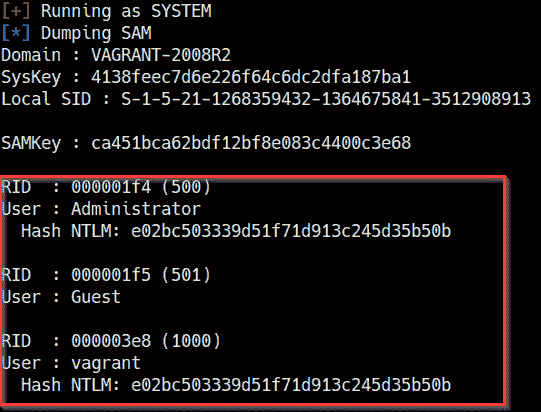 [+] Running as SYSTEM
[*] Dumping SAM
Domain : VAGRANT-2008R2
SysKey : 4138feec7d6e226f64c6dc2dfa187ba1
Local SID : S-1-5-21-1268359432-1364675841-3512908913
SAMKey : ca451bca62bdf12bf8e083c4400c3e68
RID : 000001f4 (500)
User : Administrator
Hash NTLM: e02bc503339d51f71d913c245d35b50b
RID : 000001f5 (501)
User : Guest
RID : 000003e8 (1000)
User : vagrant
Hash NTLM: e02bc503339d51f71d913c245d35b50b